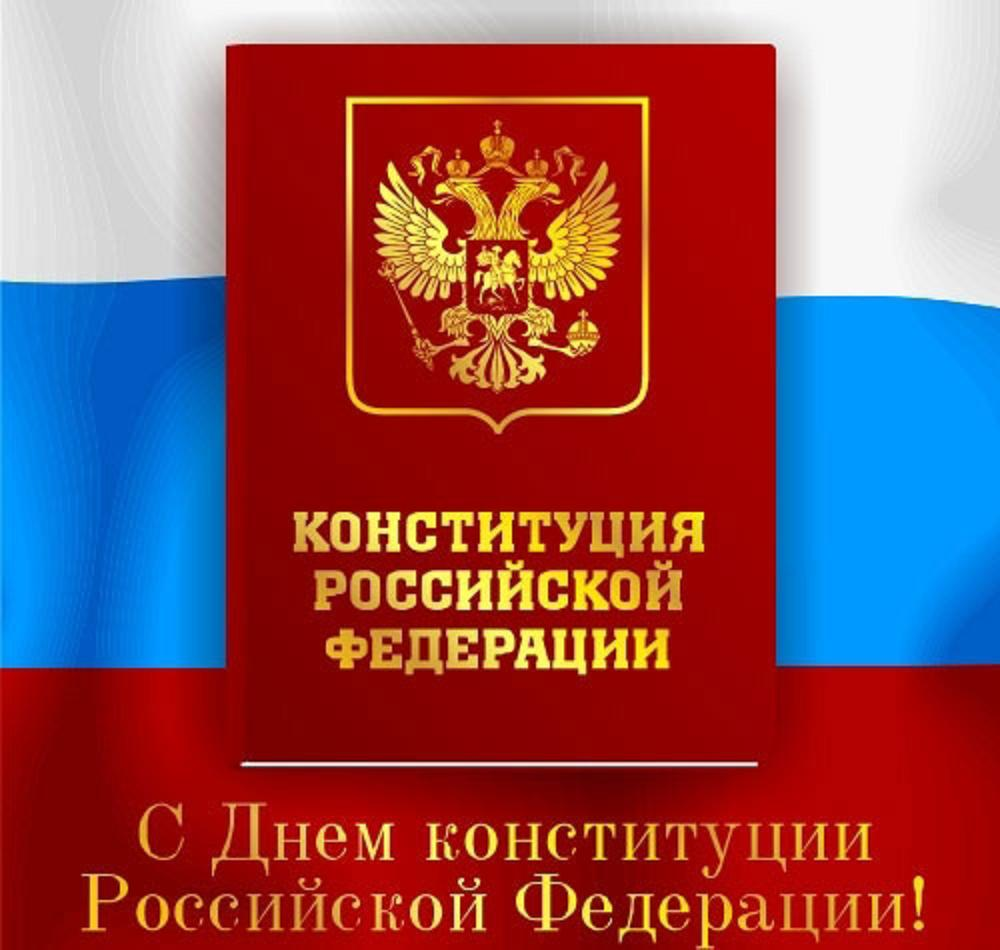 КОНСТИТУЦИЯ
РОССИЙСКОЙ
ФЕДЕРАЦИИ
С Днем конституции
Российской Федерации!